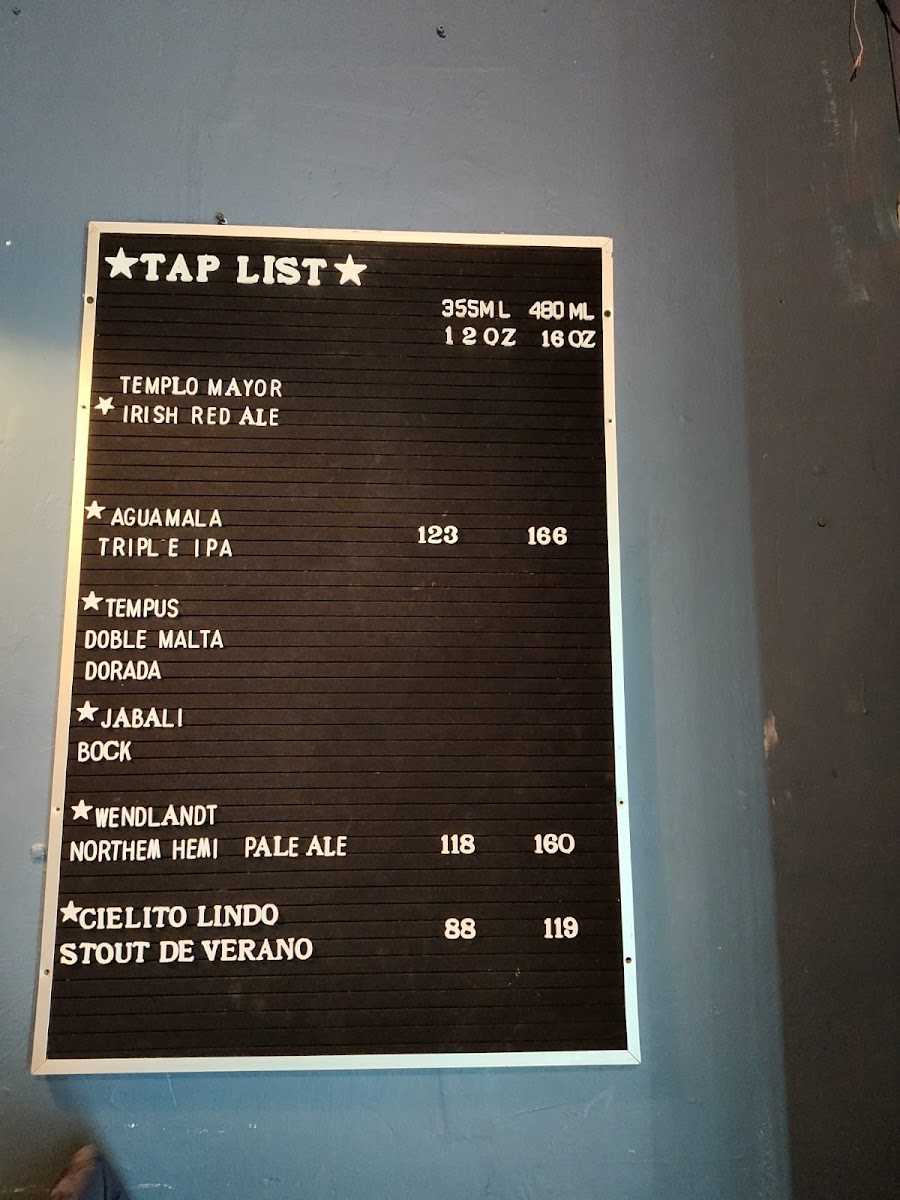 ★TAP LIST★
355ML 480ML
12OZ 16OZ
TEMPLO MAYOR
★ IRISH RED ALE
★ AGUAMALA
TRIPLE IPA 123 166
★TEMPUS
DOBLE MALTA
DORADA
★JABALI
BOCK
★WENDLANDT
NORTHEM HEMI PALE ALE 118 160
★CIELITO LINDO
STOUT DE VERANO 88 119